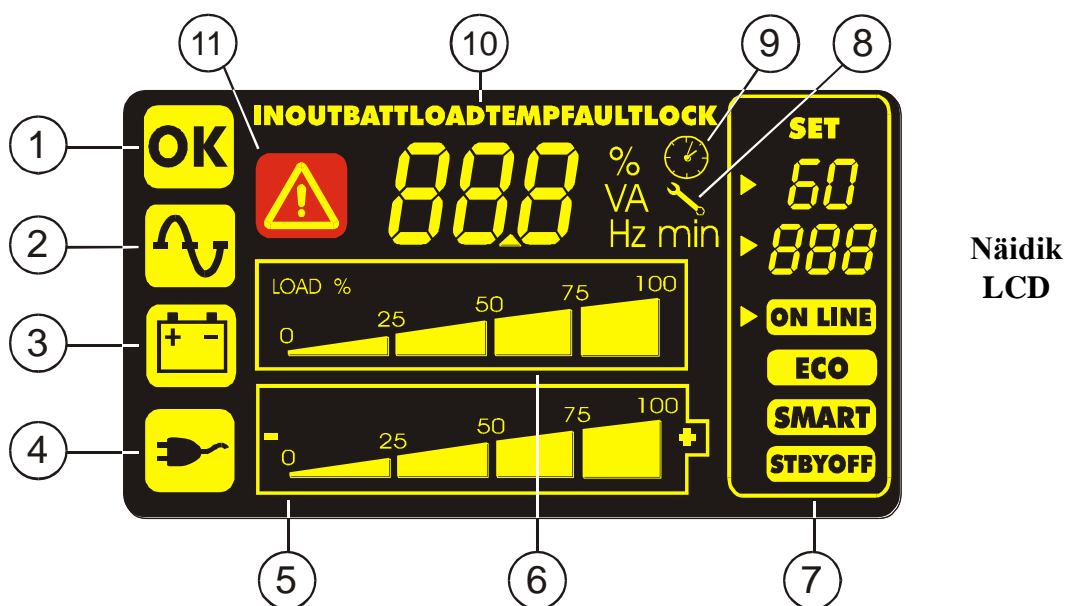 11
10
9
8
1
2
3
4
OK
INOUTBATTLOADTEMPFAULTLOCK
888
%
VA
Hz min
LOAD %
0 25 50 75 100
- 0 25 50 75 100 +
+ -
SET
60
888
ON LINE
ECO
SMART
STBYOFF
5
6
7
Näidik
LCD